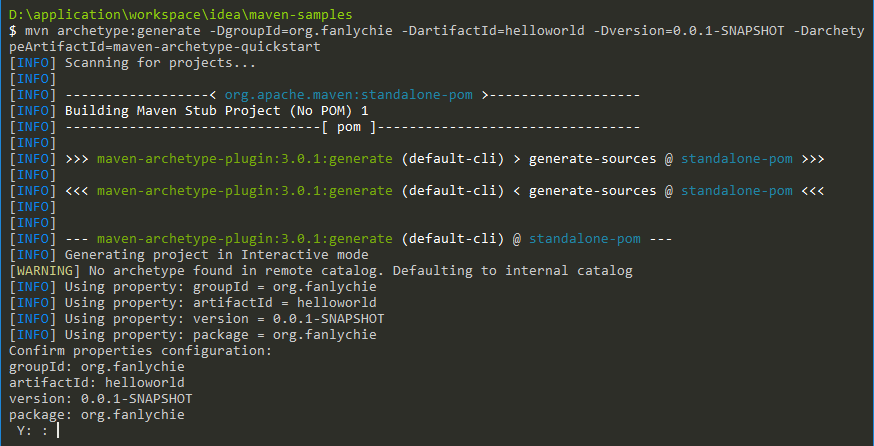 D:\application\workspace\idea\maven-samples
$ mvn archetype:generate -DgroupId=org.fanlychie -DartifactId=helloworld -Dversion=0.0.1-SNAPSHOT -Darchety
peArtifactId=maven-archetype-quickstart
[INFO] Scanning for projects...
[INFO]
[INFO] ------------------< org.apache.maven:standalone-pom >-------------------
[INFO] Building Maven Stub Project (No POM) 1
[INFO] --------------------------------[ pom ]---------------------------------
[INFO]
[INFO] >>> maven-archetype-plugin:3.0.1:generate (default-cli) > generate-sources @ standalone-pom >>>
[INFO]
[INFO] <<< maven-archetype-plugin:3.0.1:generate (default-cli) < generate-sources @ standalone-pom <<<
[INFO]
[INFO]
[INFO] --- maven-archetype-plugin:3.0.1:generate (default-cli) @ standalone-pom ---
[INFO] Generating project in Interactive mode
[WARNING] No archetype found in remote catalog. Defaulting to internal catalog
[INFO] Using property: groupId = org.fanlychie
[INFO] Using property: artifactId = helloworld
[INFO] Using property: version = 0.0.1-SNAPSHOT
[INFO] Using property: package = org.fanlychie
Confirm properties configuration:
groupId: org.fanlychie
artifactId: helloworld
version: 0.0.1-SNAPSHOT
package: org.fanlychie
 Y: :